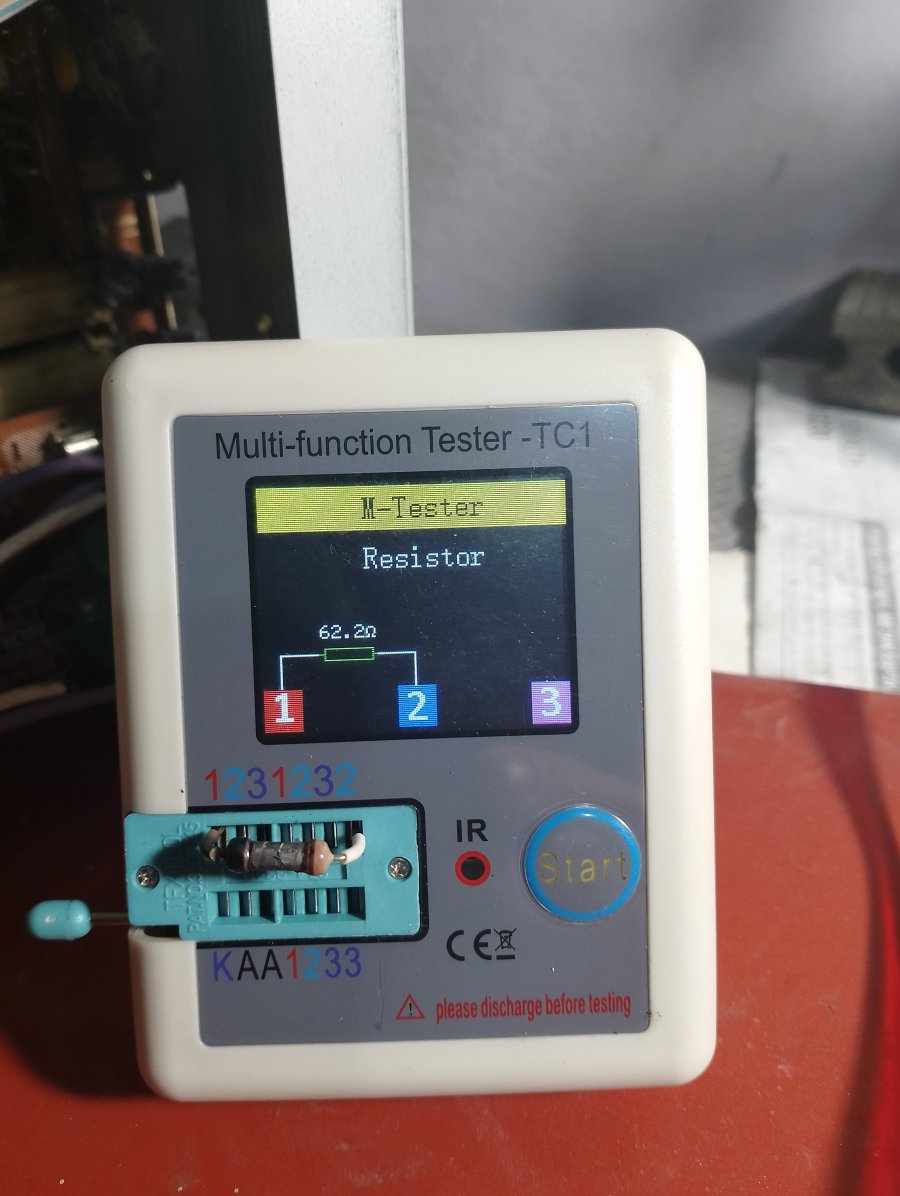 Multi-function Tester -TC1
M-Tester
Resistor
62.2Ω
1 2 3
1231232
IR
Start
KAA1233
CE
please discharge before testing